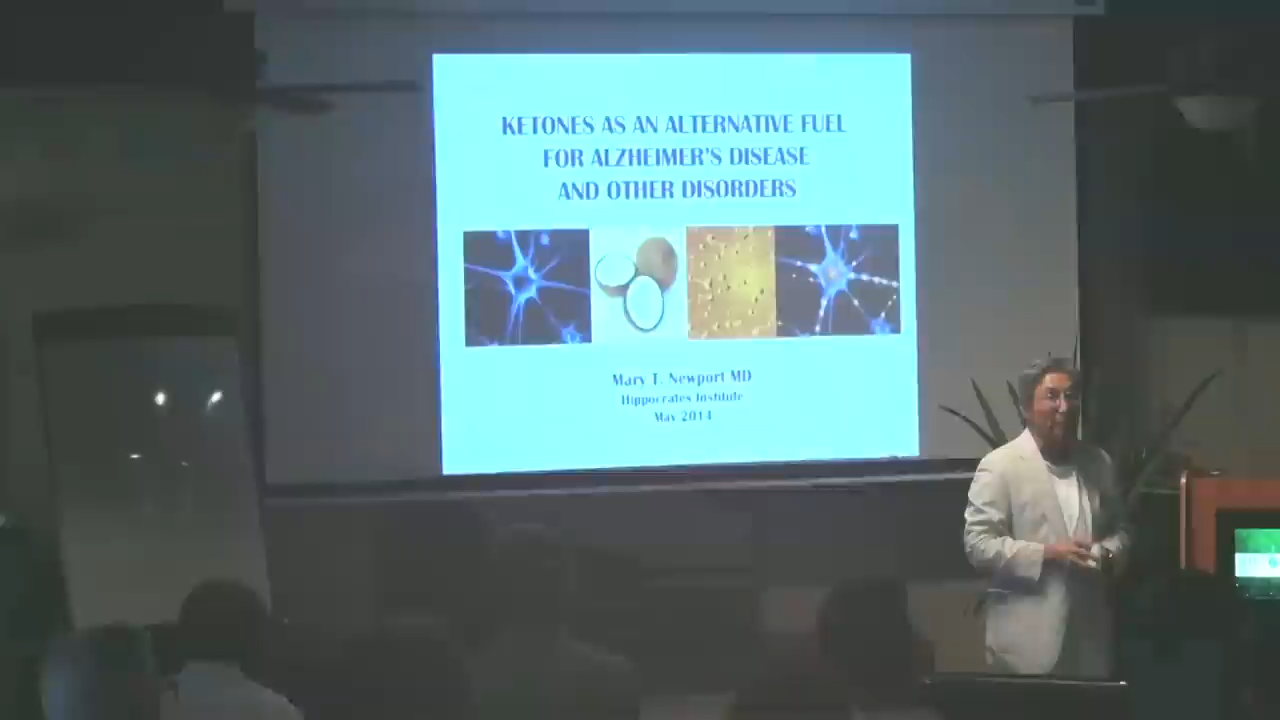 KETONES AS AN ALTERNATIVE FUEL
FOR ALZHEIMER'S DISEASE
AND OTHER DISORDERS
Mary T. Newport MD
Hippocrates Institute
May 2014